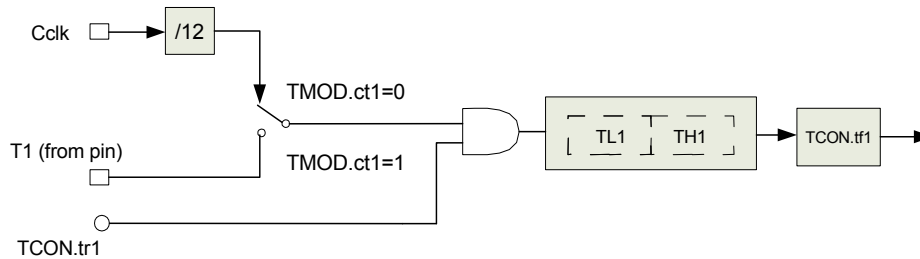 Cclk
/12
TMOD.ct1=0
T1 (from pin)
TMOD.ct1=1
TL1
TH1
TCON.tf1
TCON.tr1